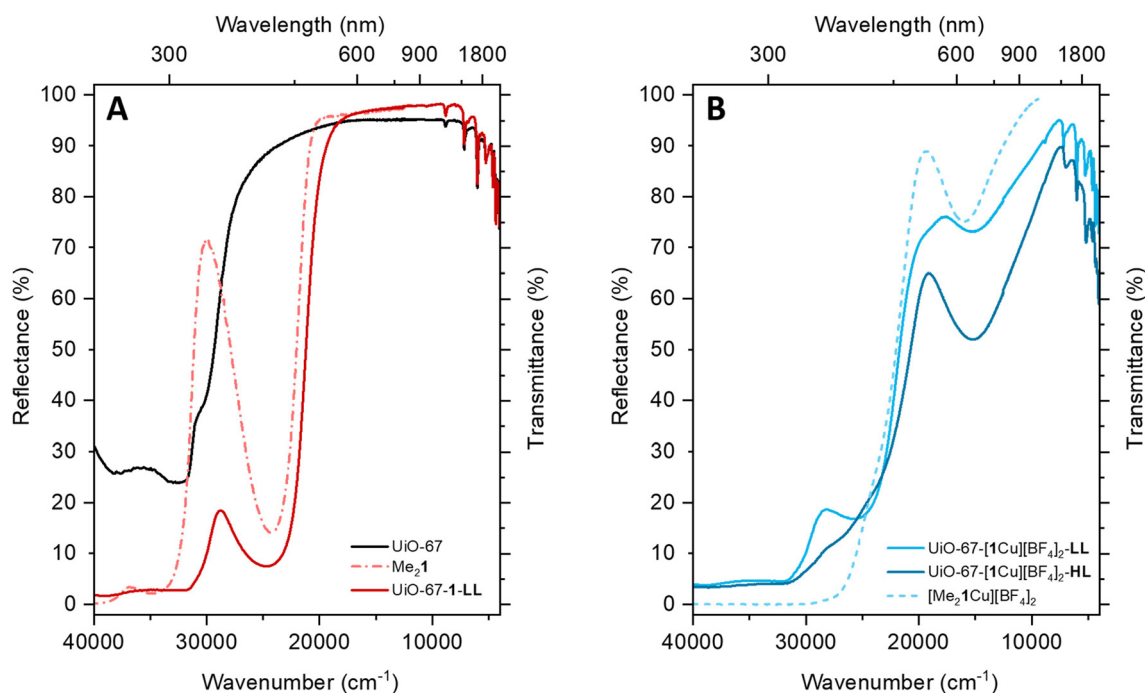 Wavelength (nm)
300 600 900 1800
A
100
90
80
70
60
50
40
30
20
10
0
Reflectance (%)
Transmittance (%)
UiO-67
Me₂1
UiO-67-1-LL
40000 30000 20000 10000
Wavenumber (cm⁻¹)
Wavelength (nm)
300 600 900 1800
B
100
90
80
70
60
50
40
30
20
10
0
Reflectance (%)
Transmittance (%)
UiO-67-[1Cu][BF₄]₂-LL
UiO-67-[1Cu][BF₄]₂-HL
[Me₂1Cu][BF₄]₂
40000 30000 20000 10000
Wavenumber (cm⁻¹)